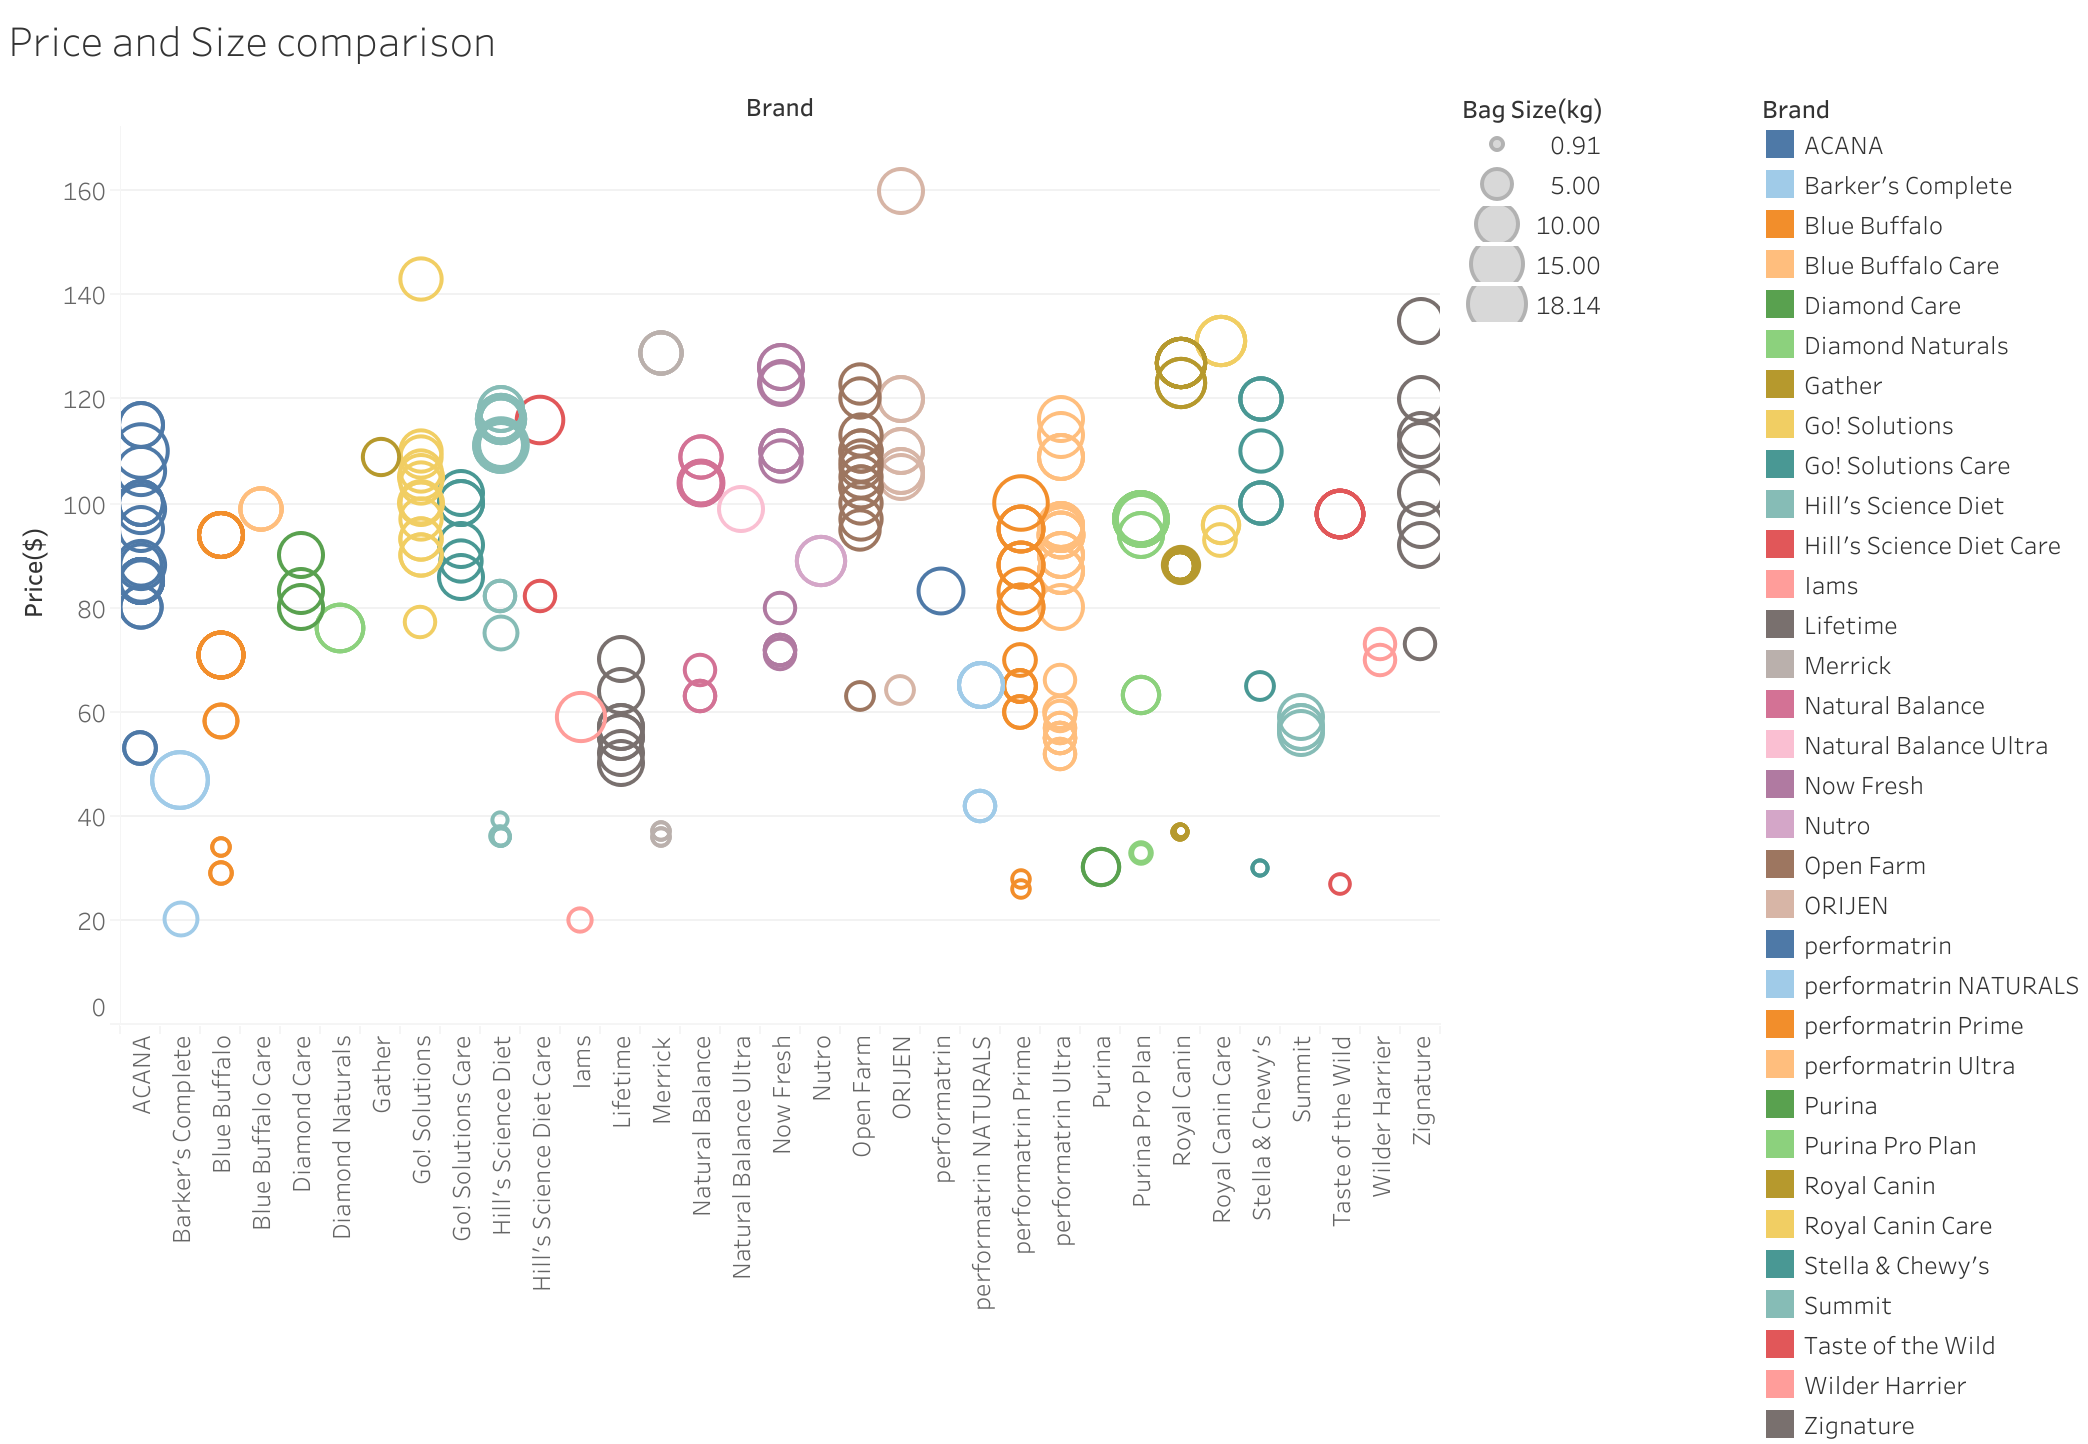 Price and Size comparison
Brand
Price($)
160
140
120
100
80
60
40
20
0
ACANA
Barker's Complete
Blue Buffalo
Blue Buffalo Care
Diamond Care
Diamond Naturals
Gather
Go! Solutions
Go! Solutions Care
Hill's Science Diet
Hill's Science Diet Care
Iams
Lifetime
Merrick
Natural Balance
Natural Balance Ultra
Now Fresh
Nutro
Open Farm
ORIJEN
performatrin
performatrin NATURALS
performatrin Prime
performatrin Ultra
Purina
Purina Pro Plan
Royal Canin
Royal Canin Care
Stella & Chewy's
Summit
Taste of the Wild
Wilder Harrier
Zignature
Bag Size(kg)
0.91
5.00
10.00
15.00
18.14
Brand
ACANA
Barker's Complete
Blue Buffalo
Blue Buffalo Care
Diamond Care
Diamond Naturals
Gather
Go! Solutions
Go! Solutions Care
Hill's Science Diet
Hill's Science Diet Care
Iams
Lifetime
Merrick
Natural Balance
Natural Balance Ultra
Now Fresh
Nutro
Open Farm
ORIJEN
performatrin
performatrin NATURALS
performatrin Prime
performatrin Ultra
Purina
Purina Pro Plan
Royal Canin
Royal Canin Care
Stella & Chewy's
Summit
Taste of the Wild
Wilder Harrier
Zignature